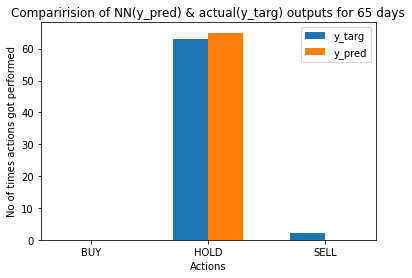 Comparirision of NN(y_pred) & actual(y_targ) outputs for 65 days
y_targ
y_pred
No of times actions got performed
60
50
40
30
20
10
0
BUY HOLD SELL
Actions